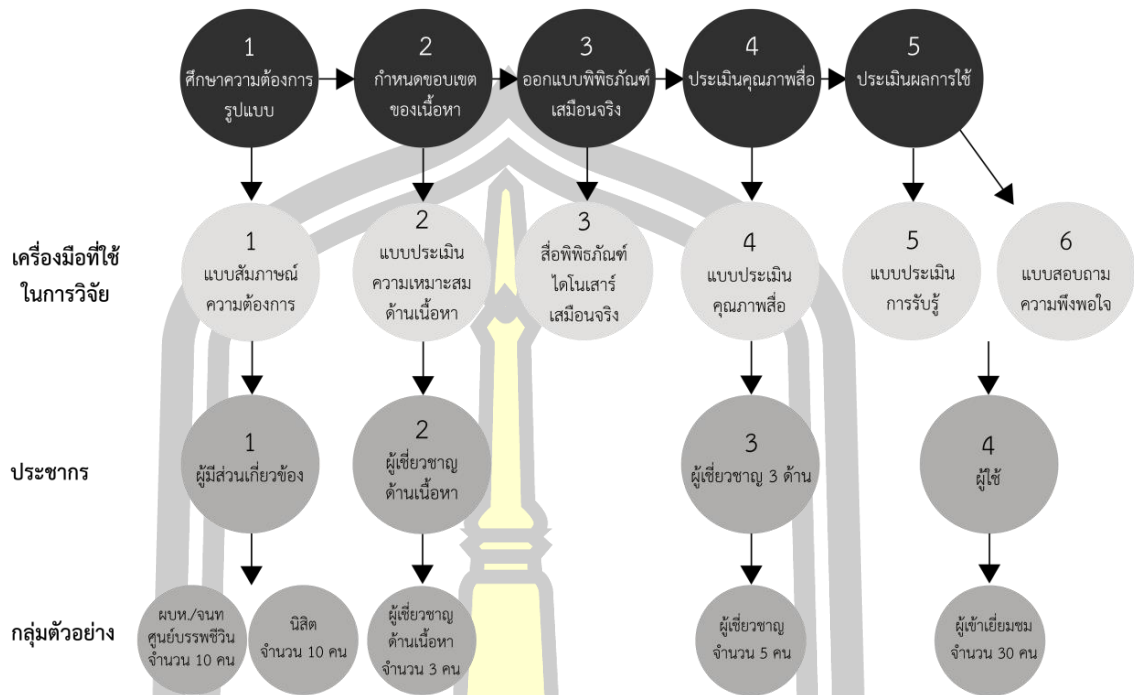 1
ศึกษาความต้องการ
รูปแบบ
2
กำหนดขอบเขต
ของเนื้อหา
3
ออกแบบพิพิธภัณฑ์
เสมือนจริง
4
ประเมินคุณภาพสื่อ
5
ประเมินผลการใช้
เครื่องมือที่ใช้
ในการวิจัย
1
แบบสัมภาษณ์
ความต้องการ
2
แบบประเมิน
ความเหมาะสม
ด้านเนื้อหา
3
สื่อพิพิธภัณฑ์
ไดโนเสาร์
เสมือนจริง
4
แบบประเมิน
คุณภาพสื่อ
5
แบบประเมิน
การรับรู้
6
แบบสอบถาม
ความพึงพอใจ
ประชากร
1
ผู้มีส่วนเกี่ยวข้อง
2
ผู้เชี่ยวชาญ
ด้านเนื้อหา
3
ผู้เชี่ยวชาญ 3 ด้าน
4
ผู้ใช้
กลุ่มตัวอย่าง
ผบห./จนท
ศูนย์บรรพชีวิน
จำนวน 10 คน
นิสิต
จำนวน 10 คน
ผู้เชี่ยวชาญ
ด้านเนื้อหา
จำนวน 3 คน
ผู้เชี่ยวชาญ
จำนวน 5 คน
ผู้เข้าเยี่ยมชม
จำนวน 30 คน